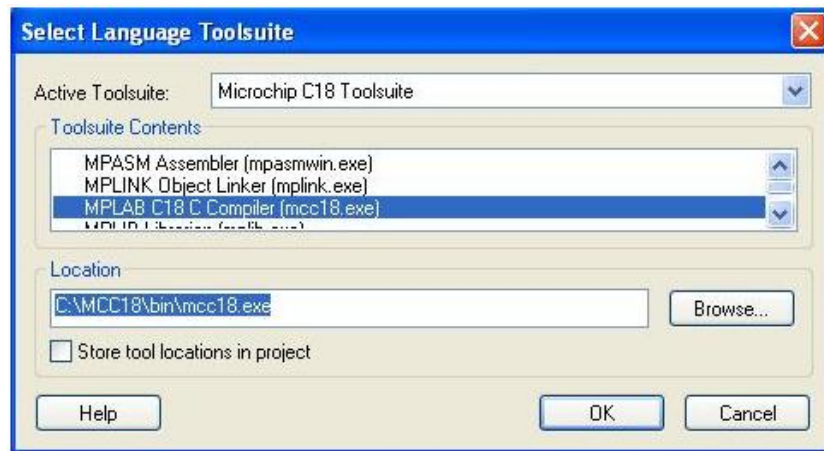 Select Language Toolsuite
Active Toolsuite: Microchip C18 Toolsuite
Toolsuite Contents
MPASM Assembler (mpasmwin.exe)
MPLINK Object Linker (mplink.exe)
MPLAB C18 C Compiler (mcc18.exe)
Location
C:\MCC18\bin\mcc18.exe
Browse...
Store tool locations in project
Help
OK
Cancel